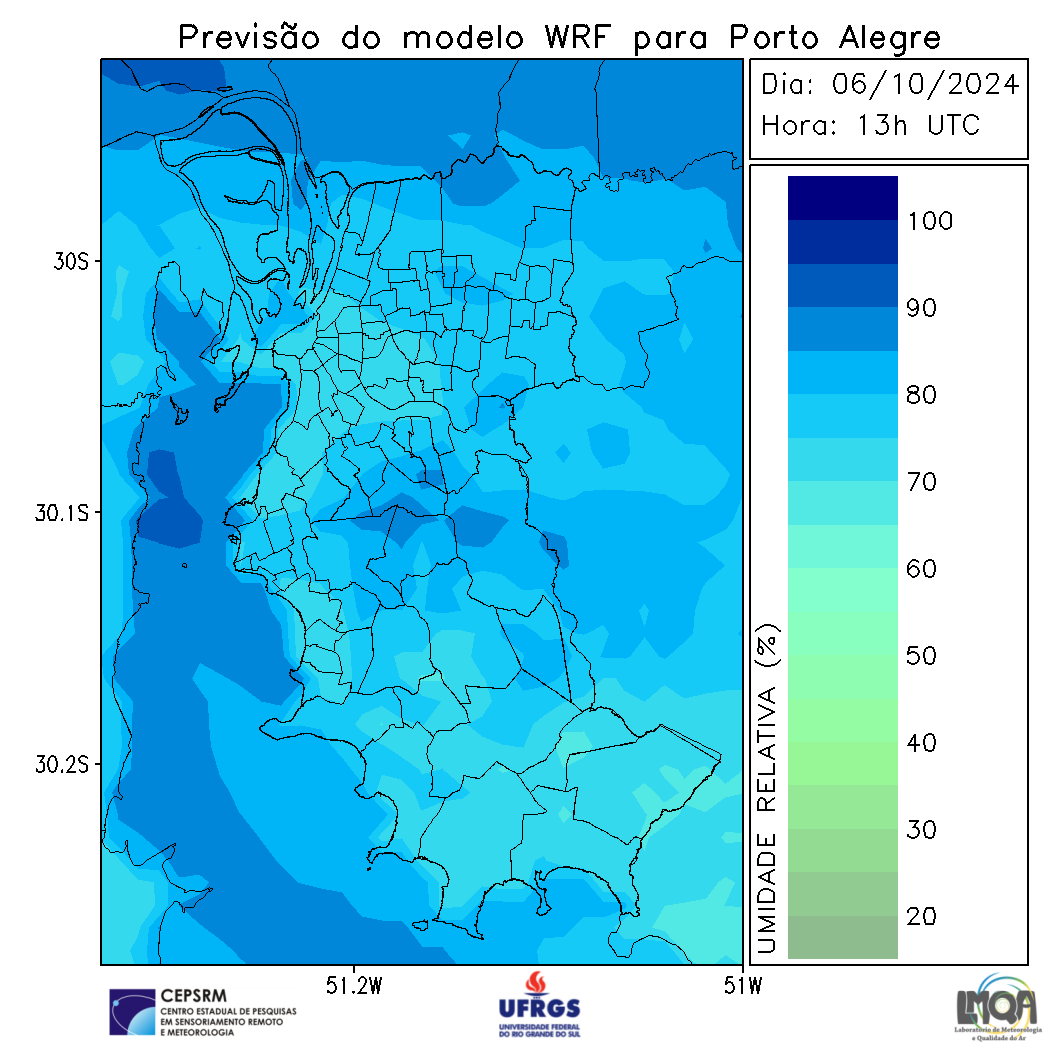 Previsão do modelo WRF para Porto Alegre
Dia: 06/10/2024
Hora: 13h UTC
100
90
80
70
60
50
40
30
20
UMIDADE RELATIVA (%)
30S
30.1S
30.2S
51.2W
51W
CEPSRM
CENTRO ESTADUAL DE PESQUISAS
EM SENSORIAMENTO REMOTO
E METEOROLOGIA
UFRGS
UNIVERSIDADE FEDERAL
DO RIO GRANDE DO SUL
LMQA
Laboratório de Meteorologia
e Qualidade do Ar